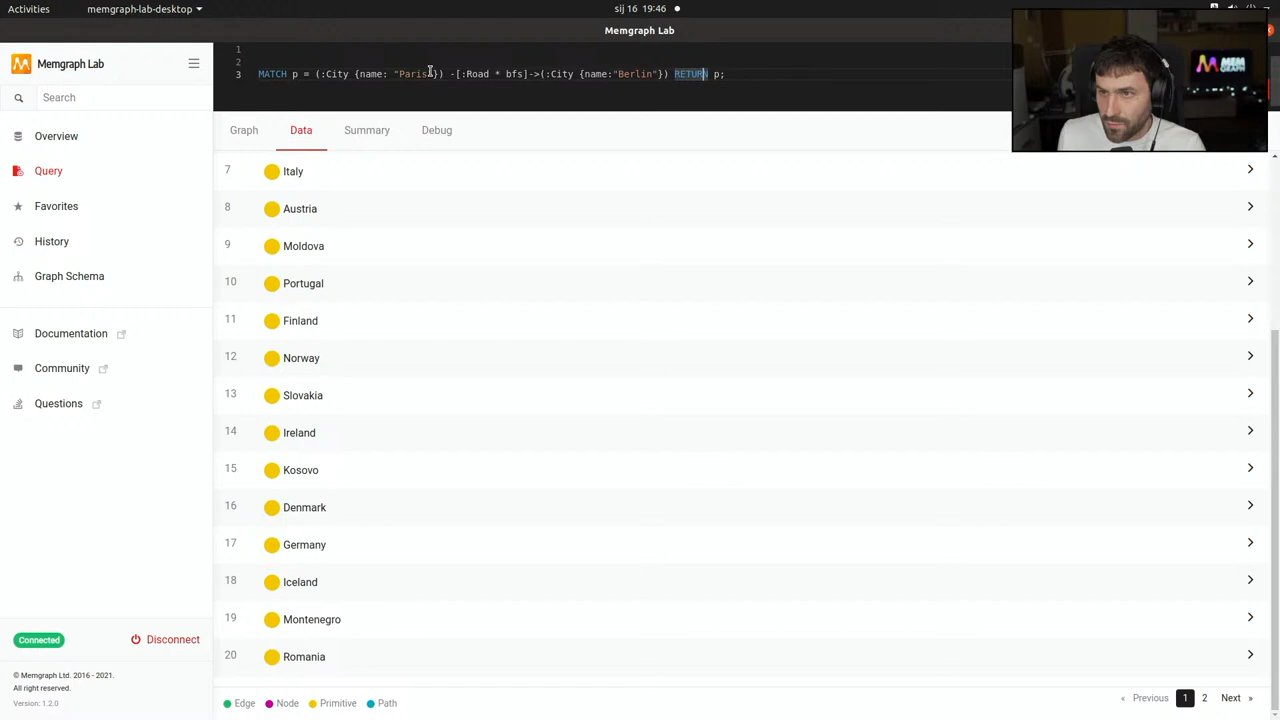 Activities
memgraph-lab-desktop
sij 16 19:46
Memgraph Lab
Memgraph Lab
Search
Overview
Query
Favorites
History
Graph Schema
Documentation
Community
Questions
Connected
Disconnect
© Memgraph Ltd. 2016 - 2021.
All right reserved.
Version: 1.2.0
1
2
3 MATCH p = (:City {name: "Paris"}) -[:Road * bfs]->(:City {name:"Berlin"}) RETURN p;
Graph Data Summary Debug
7 Italy
8 Austria
9 Moldova
10 Portugal
11 Finland
12 Norway
13 Slovakia
14 Ireland
15 Kosovo
16 Denmark
17 Germany
18 Iceland
19 Montenegro
20 Romania
Edge Node Primitive Path
« Previous 1 2 Next »
MEM
GRAPH